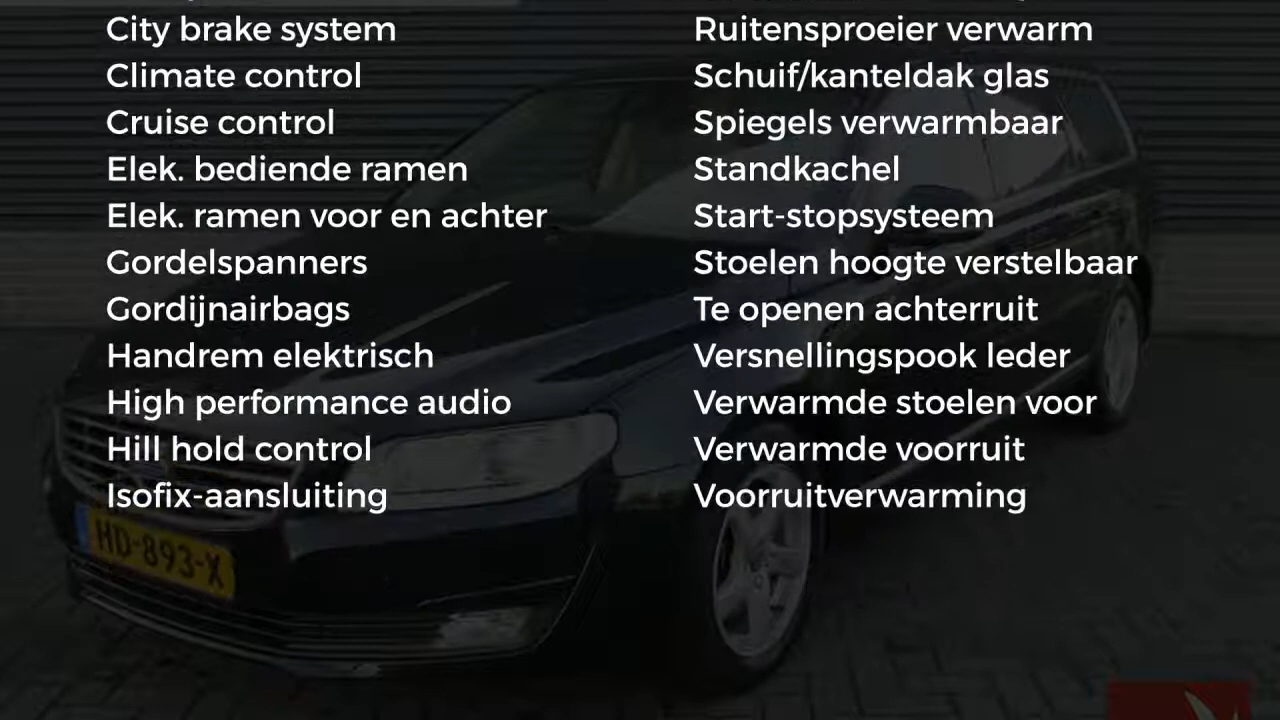 City brake system
Climate control
Cruise control
Elek. bediende ramen
Elek. ramen voor en achter
Gordelspanners
Gordijnairbags
Handrem elektrisch
High performance audio
Hill hold control
Isofix-aansluiting
Ruitensproeier verwarm
Schuif/kanteldak glas
Spiegels verwarmbaar
Standkachel
Start-stopsysteem
Stoelen hoogte verstelbaar
Te openen achterruit
Versnellingspook leder
Verwarmde stoelen voor
Verwarmde voorruit
Voorruitverwarming
HD-893-X